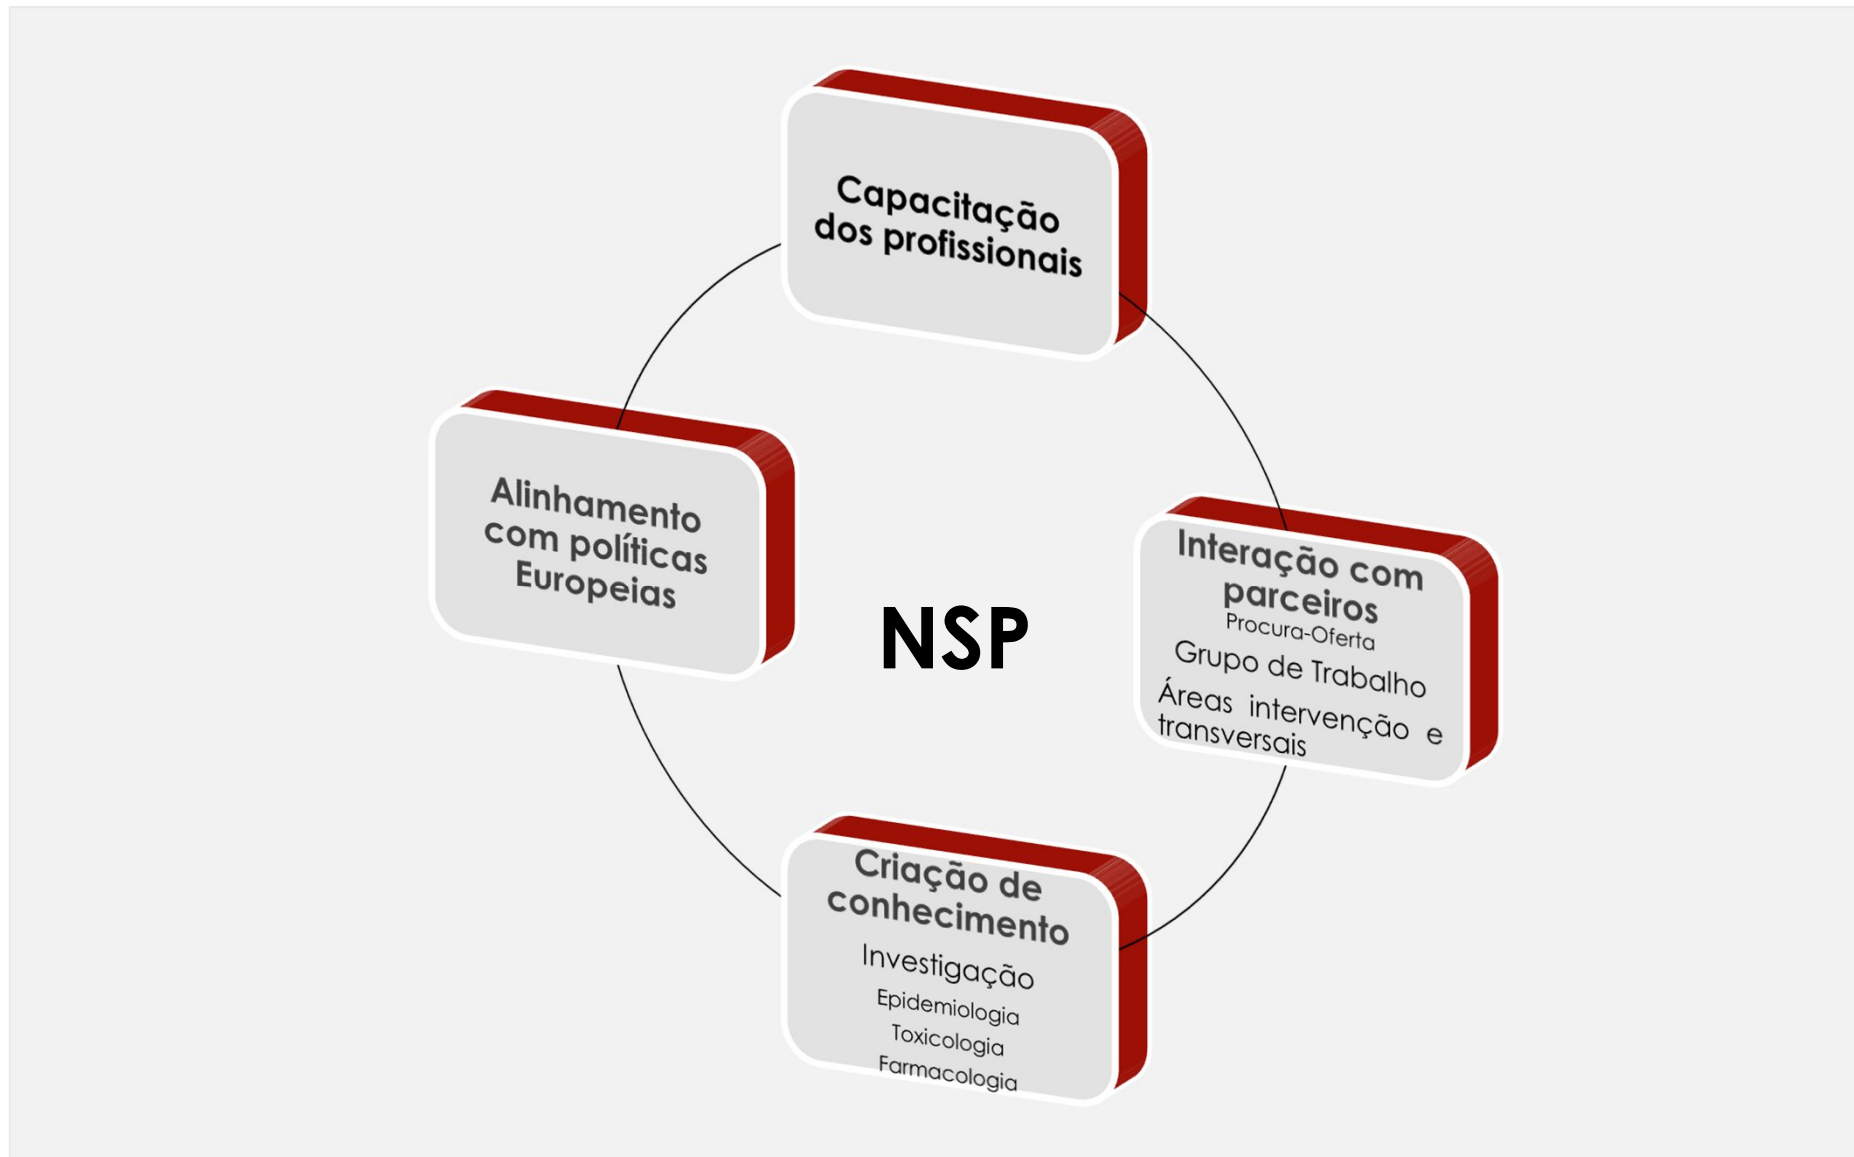 Capacitação
dos profissionais
Alinhamento
com políticas
Europeias
NSP
Interação com
parceiros
Procura-Oferta
Grupo de Trabalho
Áreas intervenção e
transversais
Criação de
conhecimento
Investigação
Epidemiologia
Toxicologia
Farmacologia